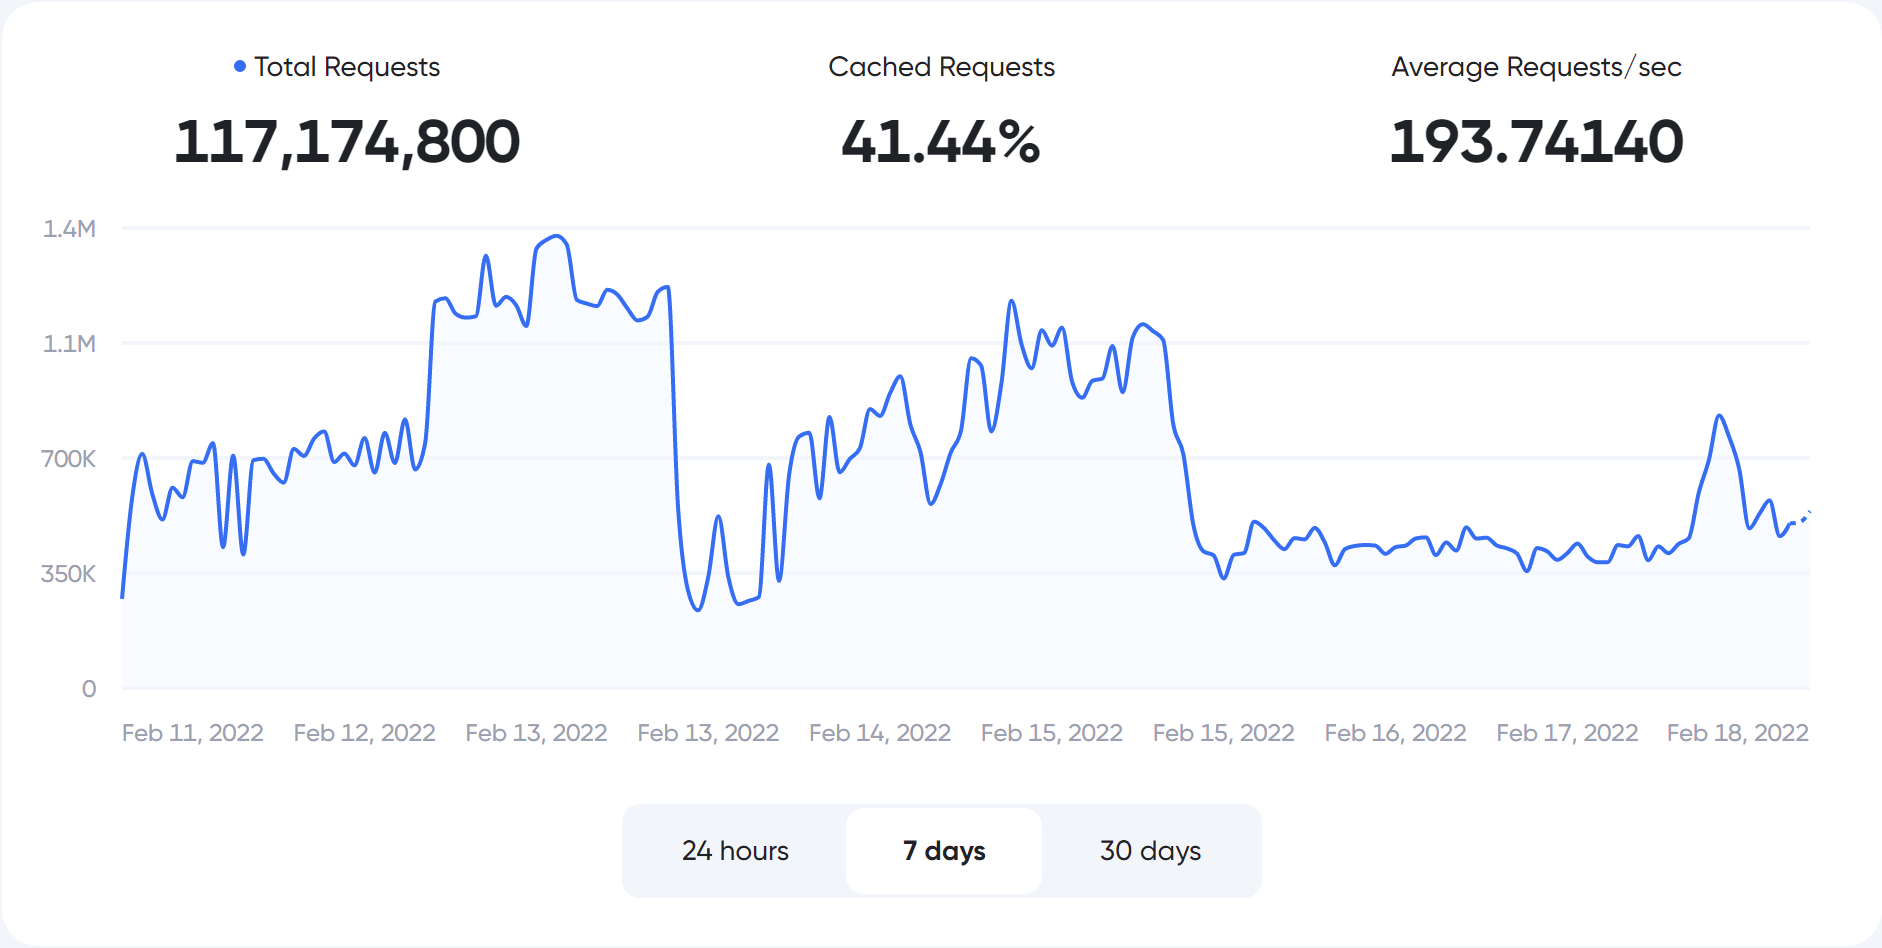 Total Requests
117,174,800
Cached Requests
41.44%
Average Requests/sec
193.74140
1.4M
1.1M
700K
350K
0
Feb 11, 2022
Feb 12, 2022
Feb 13, 2022
Feb 13, 2022
Feb 14, 2022
Feb 15, 2022
Feb 15, 2022
Feb 16, 2022
Feb 17, 2022
Feb 18, 2022
24 hours
7 days
30 days